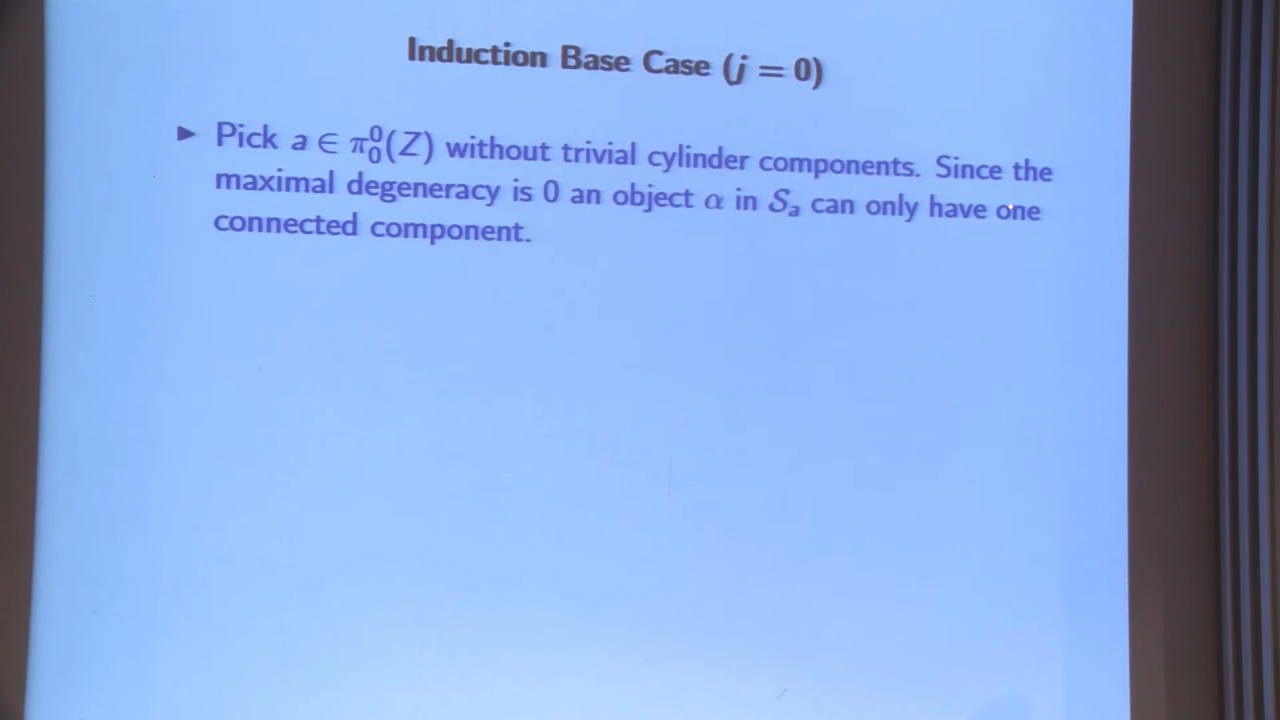 Induction Base Case (j = 0)
▶ Pick a ∈ π₀⁰(Z) without trivial cylinder components. Since the
maximal degeneracy is 0 an object α in Sₐ can only have one
connected component.